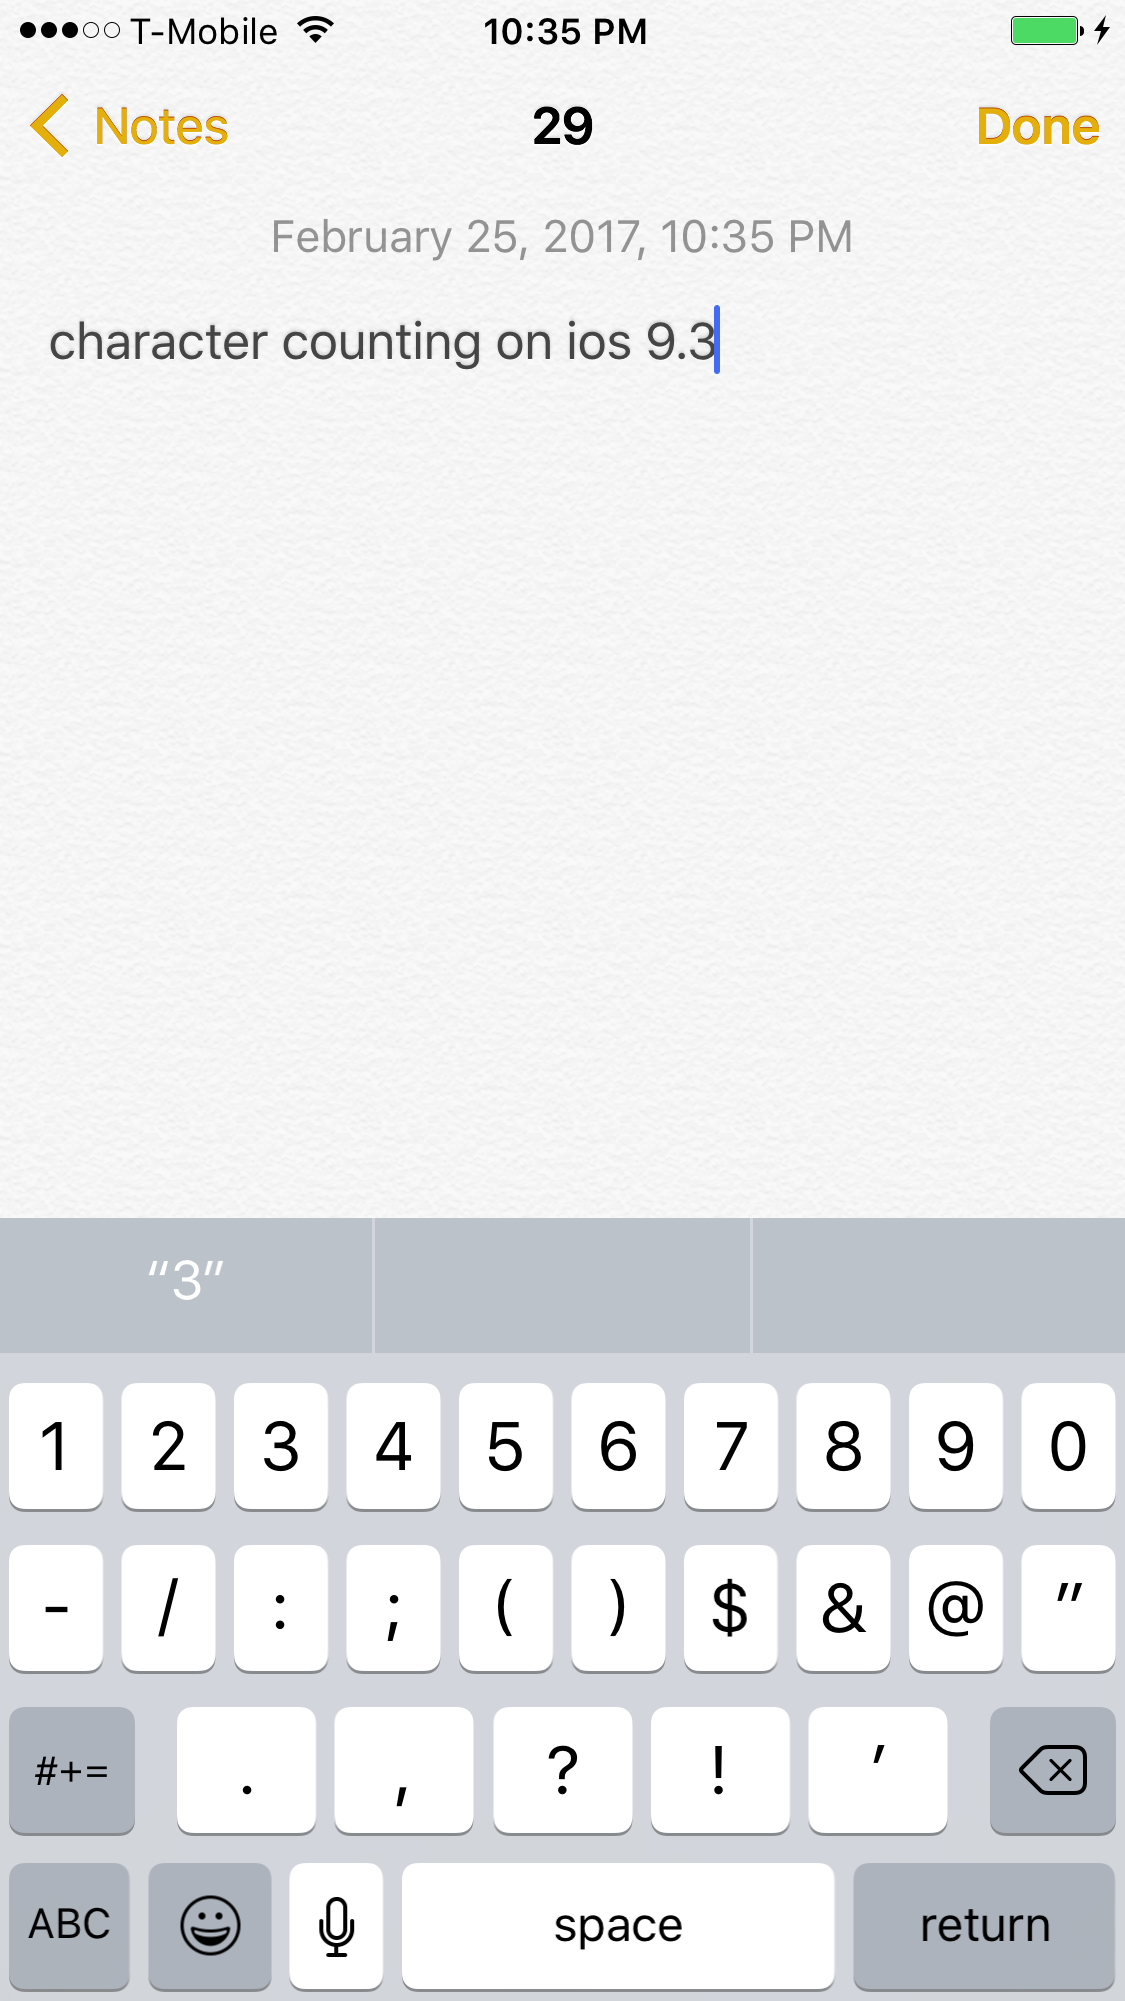 T-Mobile 10:35 PM
Notes 29 Done
February 25, 2017, 10:35 PM
character counting on ios 9.3
“3”
1 2 3 4 5 6 7 8 9 0
- / : ; ( ) $ & @ "
#+= . , ? ! '
ABC space return